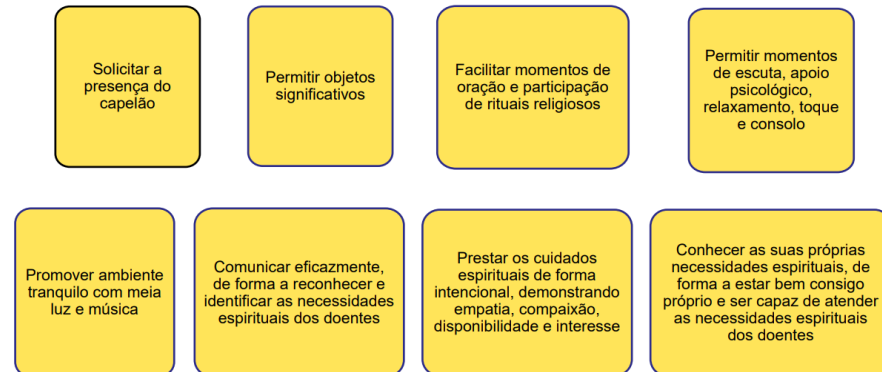 Solicitar a
presença do
capelão
Permitir objetos
significativos
Facilitar momentos de
oração e participação
de rituais religiosos
Permitir momentos
de escuta, apoio
psicológico,
relaxamento, toque
e consolo
Promover ambiente
tranquilo com meia
luz e música
Comunicar eficazmente,
de forma a reconhecer e
identificar as necessidades
espirituais dos doentes
Prestar os cuidados
espirituais de forma
intencional, demonstrando
empatia, compaixão,
disponibilidade e interesse
Conhecer as suas próprias
necessidades espirituais, de
forma a estar bem consigo
próprio e ser capaz de atender
as necessidades espirituais
dos doentes